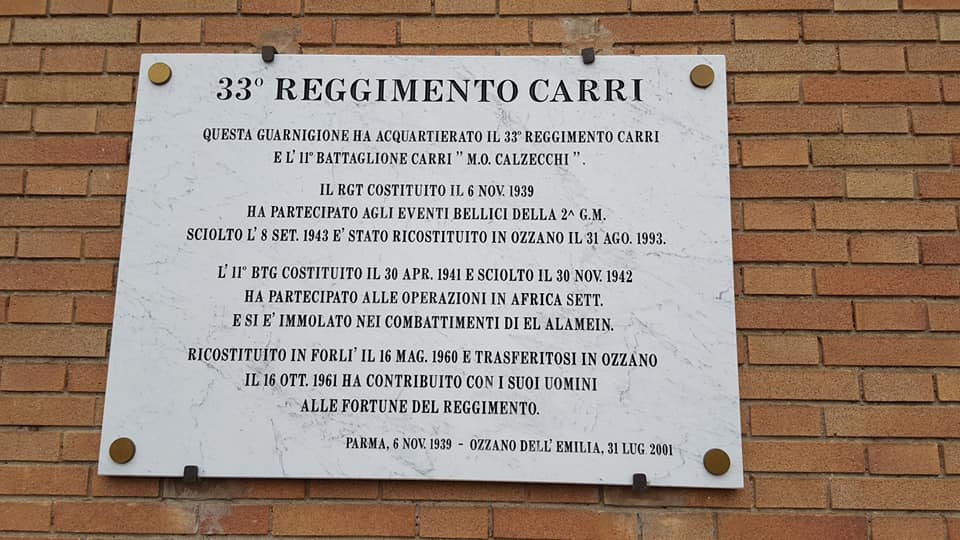 33º REGGIMENTO CARRI
QUESTA GUARNIGIONE HA ACQUARTIERATO IL 33º REGGIMENTO CARRI
E L' 11º BATTAGLIONE CARRI " M.O. CALZECCHI ".
IL RGT COSTITUITO IL 6 NOV. 1939
HA PARTECIPATO AGLI EVENTI BELLICI DELLA 2^ G.M.
SCIOLTO L' 8 SET. 1943 E' STATO RICOSTITUITO IN OZZANO IL 31 AGO. 1993.
L' 11º BTG COSTITUITO IL 30 APR. 1941 E SCIOLTO IL 30 NOV. 1942
HA PARTECIPATO ALLE OPERAZIONI IN AFRICA SETT.
E SI E' IMMOLATO NEI COMBATTIMENTI DI EL ALAMEIN.
RICOSTITUITO IN FORLI' IL 16 MAG. 1960 E TRASFERITOSI IN OZZANO
IL 16 OTT. 1961 HA CONTRIBUITO CON I SUOI UOMINI
ALLE FORTUNE DEL REGGIMENTO.
PARMA, 6 NOV. 1939 - OZZANO DELL' EMILIA, 31 LUG 2001